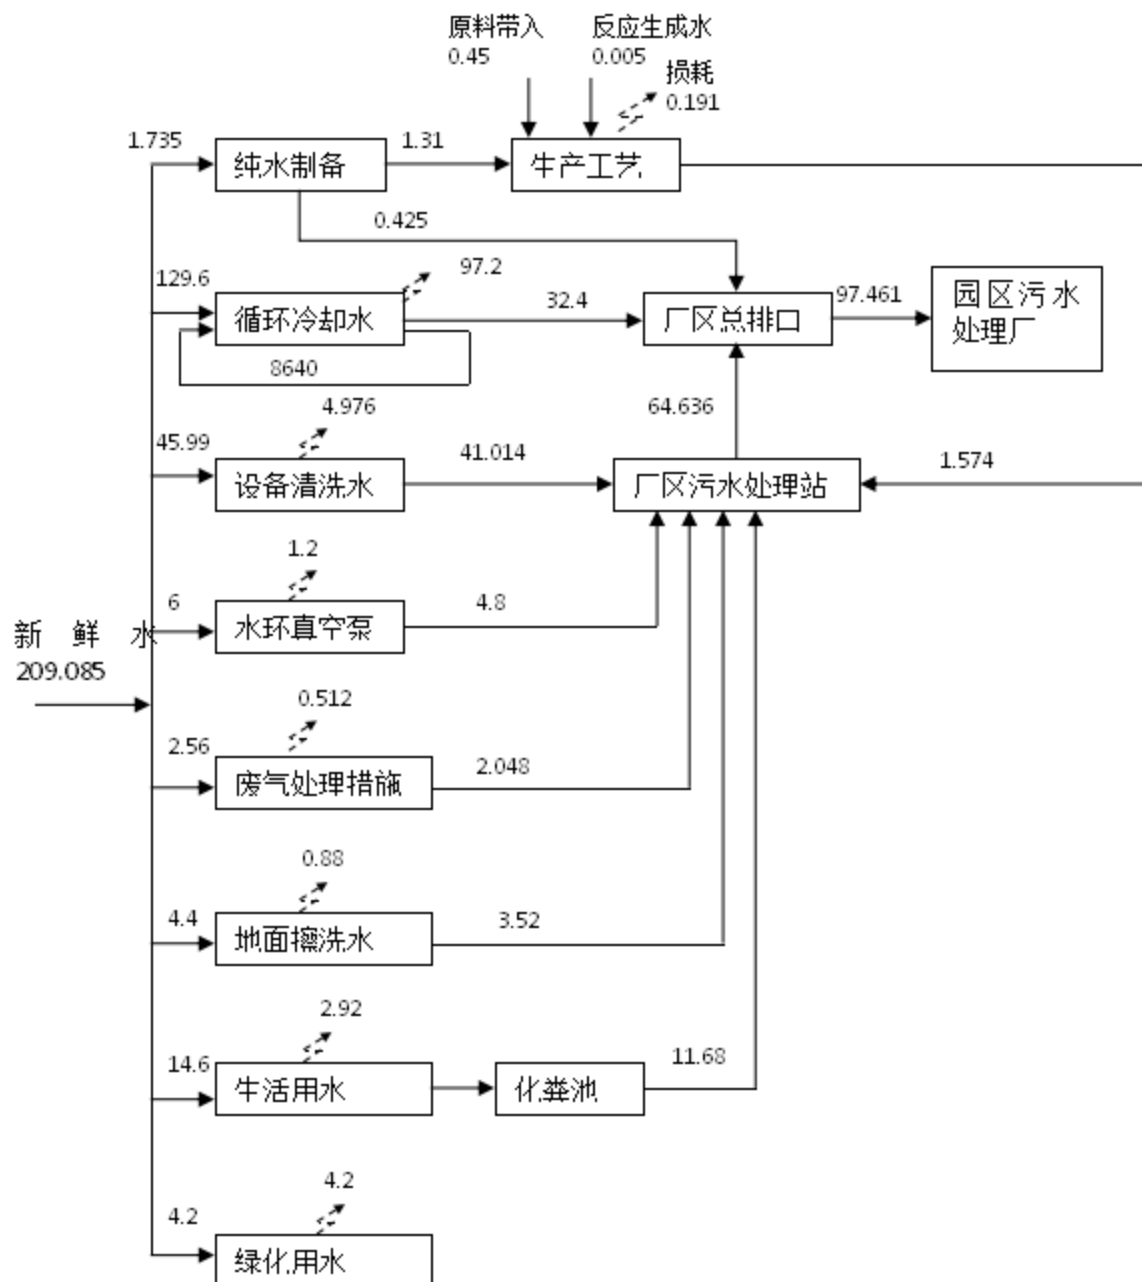 原料带入
0.45
反应生成水
0.005
损耗
0.191
1.735
纯水制备
1.31
生产工艺
0.425
129.6
97.2
循环冷却水
32.4
厂区总排口
97.461
园区污水
处理厂
8640
4.976
64.636
45.99
设备清洗水
41.014
厂区污水处理站
1.574
1.2
6
水环真空泵
4.8
新鲜水
209.085
0.512
2.56
废气处理措施
2.048
0.88
4.4
地面擦洗水
3.52
2.92
14.6
生活用水
化粪池
11.68
4.2
4.2
绿化用水